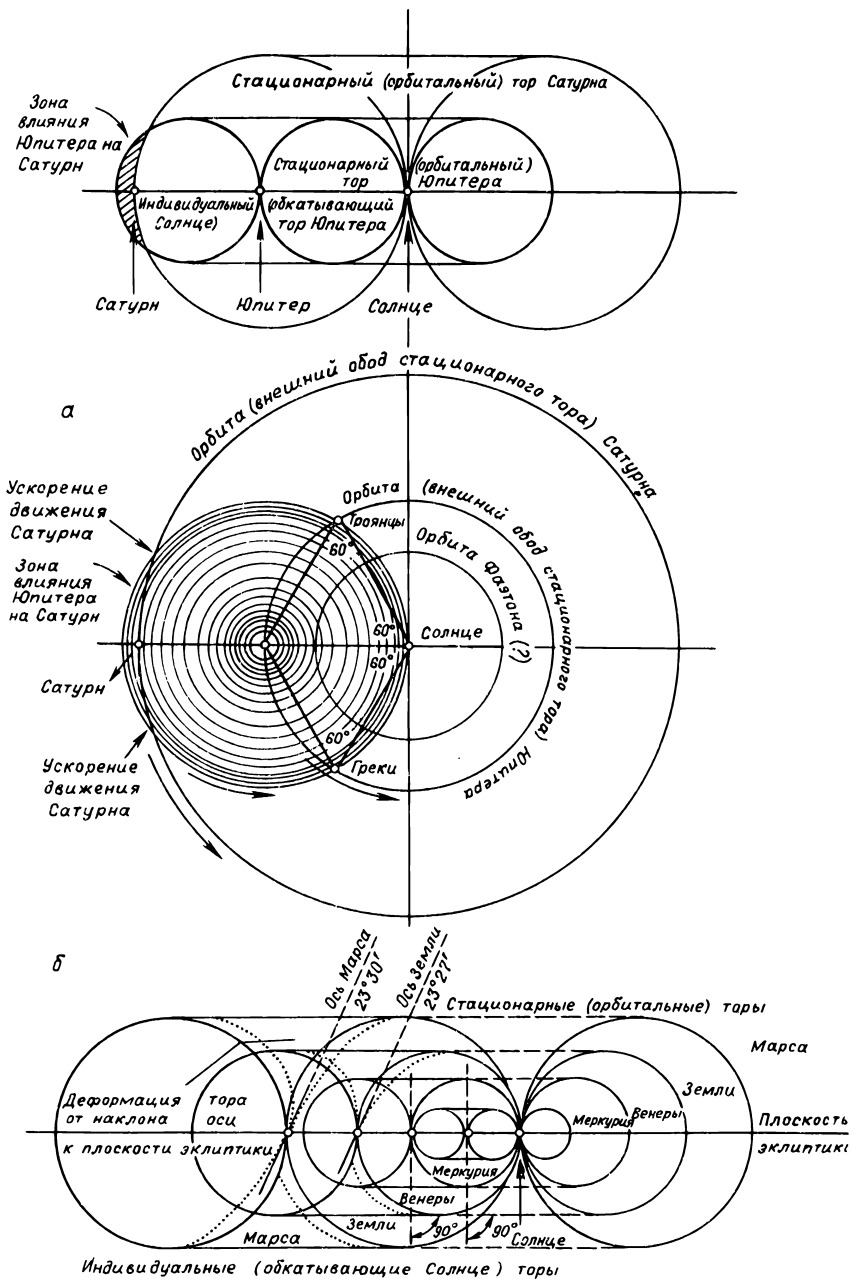 Стационарный (орбитальный) тор Сатурна
Зона
влияния
Юпитера на
Сатурн
Стационарный (орбитальный)
тор Юпитера
Индивидуальный (обкатывающий
Солнце) тор Юпитера
Сатурн Юпитер Солнце
а
Орбита (внешний обод стационарного тора) Сатурна
Ускорение
движения
Сатурна
Зона
влияния
Юпитера
на Сатурн
Сатурн
Ускорение
движения
Сатурна
Орбита (внешний обод стационарного тора) Юпитера
Троянцы
Орбита Фаэтона (?)
60°
60°
Солнце
60°
60°
Греки
б
Ось Марса
23°30′
Ось Земли
23°27′
Стационарные (орбитальные) торы
Марса
Земли
Венеры
Меркурия
Деформация тора
от наклона оси
к плоскости эклиптики
Плоскость
эклиптики
Меркурия
Венеры
Земли
Марса
90° 90°
Солнце
Индивидуальные (обкатывающие Солнце) торы